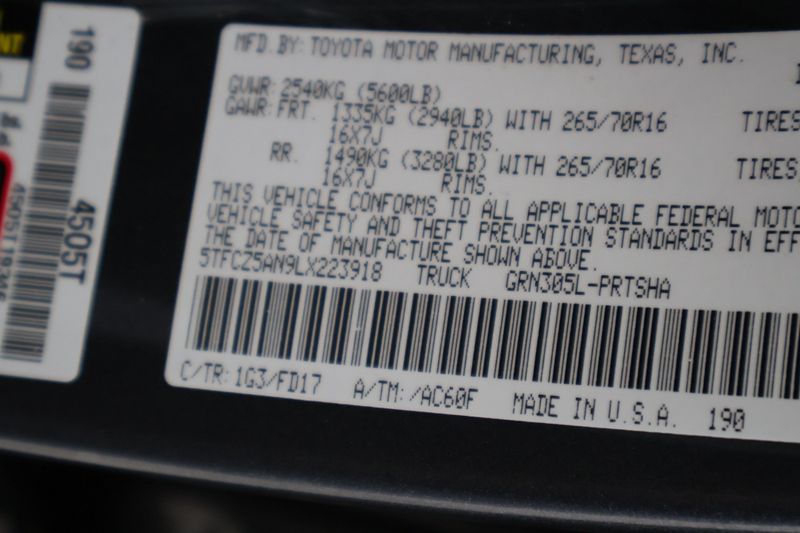 MFD. BY: TOYOTA MOTOR MANUFACTURING, TEXAS, INC.
GVWR: 2540KG (5600LB)
GAWR: FRT. 1335KG (2940LB) WITH 265/70R16 TIRES
16X7J RIMS.
RR. 1490KG (3280LB) WITH 265/70R16 TIRES
16X7J RIMS.
THIS VEHICLE CONFORMS TO ALL APPLICABLE FEDERAL MOTO
VEHICLE SAFETY AND THEFT PREVENTION STANDARDS IN EFF
THE DATE OF MANUFACTURE SHOWN ABOVE.
5TFCZ5AN9LX223918 TRUCK GRN305L-PRTSHA
C/TR: 1G3/FD17 A/TM: /AC60F MADE IN U.S.A. 190
190
4505T